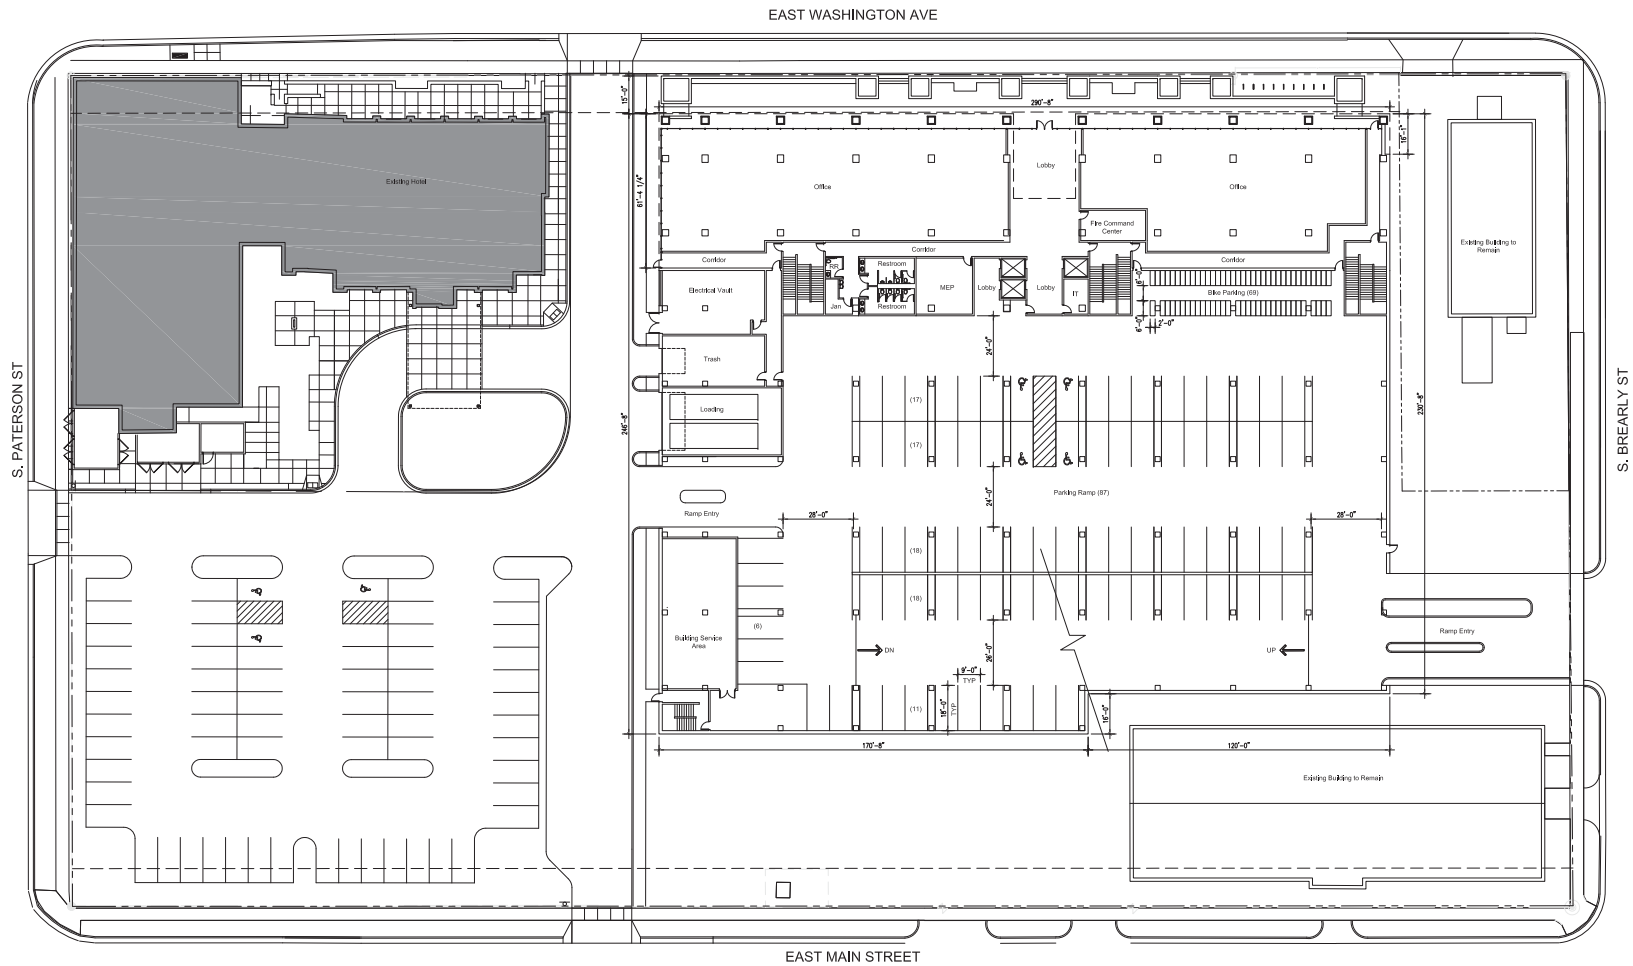 EAST WASHINGTON AVE
15'-0"
290'-8"
16'-1"
Lobby
Existing Hotel
Office
Office
61'-4 1/4"
Fire Command
Center
Existing Building to
Remain
Corridor
Corridor
Corridor
RR
Restroom
Electrical Vault
MEP
Lobby
Lobby
IT
6'-0"
Bike Parking (69)
Jan
Restroom
6'-0"
2'-0"
24'-0"
Trash
S. PATERSON ST
S. BREARLY ST
(17)
Loading
246'-8"
230'-8"
(17)
Parking Ramp (87)
24'-0"
Ramp Entry
28'-0"
28'-0"
(18)
(18)
(6)
Building Service
Area
Ramp Entry
DN
26'-0"
UP
9'-0"
TYP
(11)
18'-0"
TYP
16'-0"
170'-8"
120'-0"
Existing Building to Remain
EAST MAIN STREET